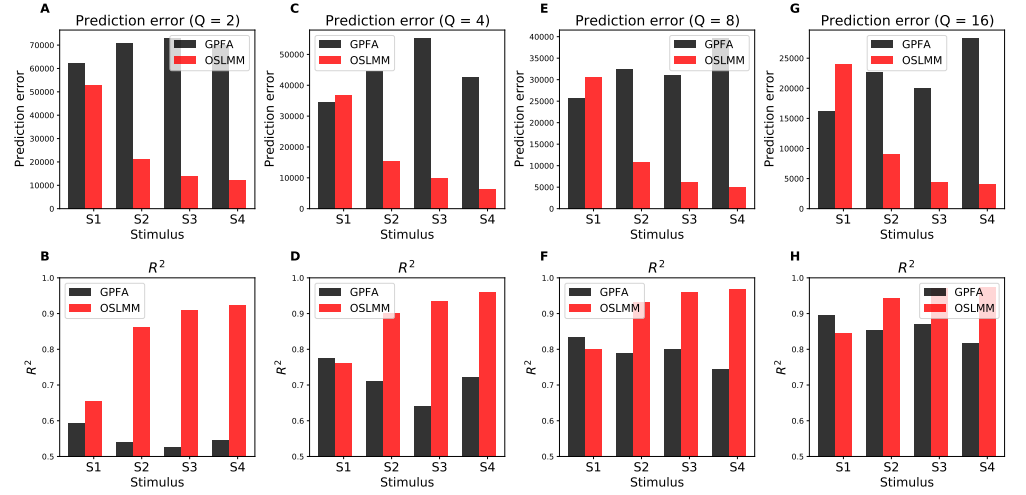 A
Prediction error (Q = 2)
Prediction error
70000
60000
50000
40000
30000
20000
10000
0
GPFA
OSLMM
S1 S2 S3 S4
Stimulus
C
Prediction error (Q = 4)
Prediction error
50000
40000
30000
20000
10000
0
GPFA
OSLMM
S1 S2 S3 S4
Stimulus
E
Prediction error (Q = 8)
Prediction error
40000
35000
30000
25000
20000
15000
10000
5000
0
GPFA
OSLMM
S1 S2 S3 S4
Stimulus
G
Prediction error (Q = 16)
Prediction error
25000
20000
15000
10000
5000
0
GPFA
OSLMM
S1 S2 S3 S4
Stimulus
B
R²
R²
1.0
0.9
0.8
0.7
0.6
0.5
GPFA
OSLMM
S1 S2 S3 S4
Stimulus
D
R²
R²
1.0
0.9
0.8
0.7
0.6
0.5
GPFA
OSLMM
S1 S2 S3 S4
Stimulus
F
R²
R²
1.0
0.9
0.8
0.7
0.6
0.5
GPFA
OSLMM
S1 S2 S3 S4
Stimulus
H
R²
R²
1.0
0.9
0.8
0.7
0.6
0.5
GPFA
OSLMM
S1 S2 S3 S4
Stimulus